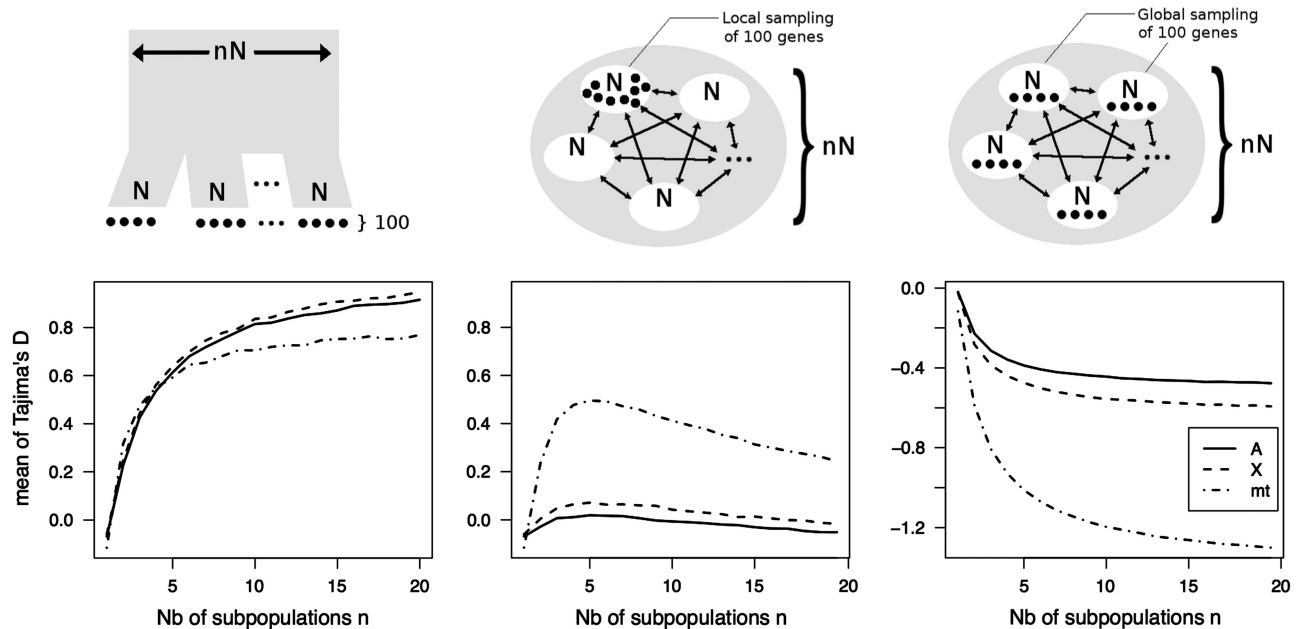 nN
N
N
...
N
...
} 100
Local sampling
of 100 genes
N
N
N
N
...
} nN
Global sampling
of 100 genes
N
N
N
N
...
} nN
mean of Tajima's D
0.8
0.6
0.4
0.2
0.0
5
10
15
20
Nb of subpopulations n
0.8
0.6
0.4
0.2
0.0
5
10
15
20
Nb of subpopulations n
0.0
−0.4
−0.8
−1.2
A
X
mt
5
10
15
20
Nb of subpopulations n